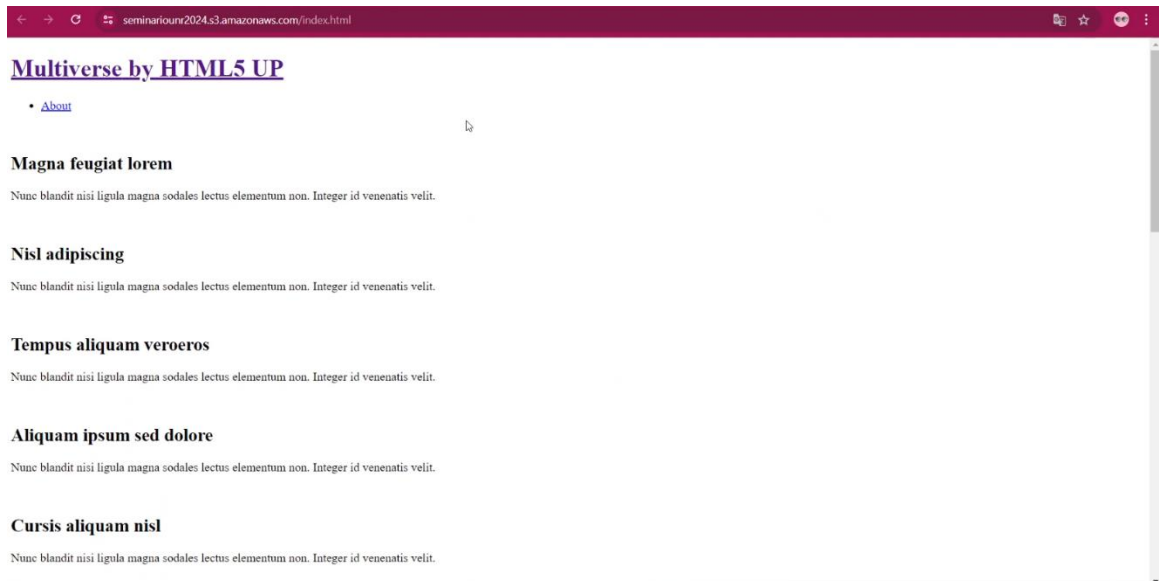 seminariounr2024.s3.amazonaws.com/index.html
Multiverse by HTML5 UP
About
Magna feugiat lorem
Nunc blandit nisi ligula magna sodales lectus elementum non. Integer id venenatis velit.
Nisl adipiscing
Nunc blandit nisi ligula magna sodales lectus elementum non. Integer id venenatis velit.
Tempus aliquam veroeros
Nunc blandit nisi ligula magna sodales lectus elementum non. Integer id venenatis velit.
Aliquam ipsum sed dolore
Nunc blandit nisi ligula magna sodales lectus elementum non. Integer id venenatis velit.
Cursis aliquam nisl
Nunc blandit nisi ligula magna sodales lectus elementum non. Integer id venenatis velit.